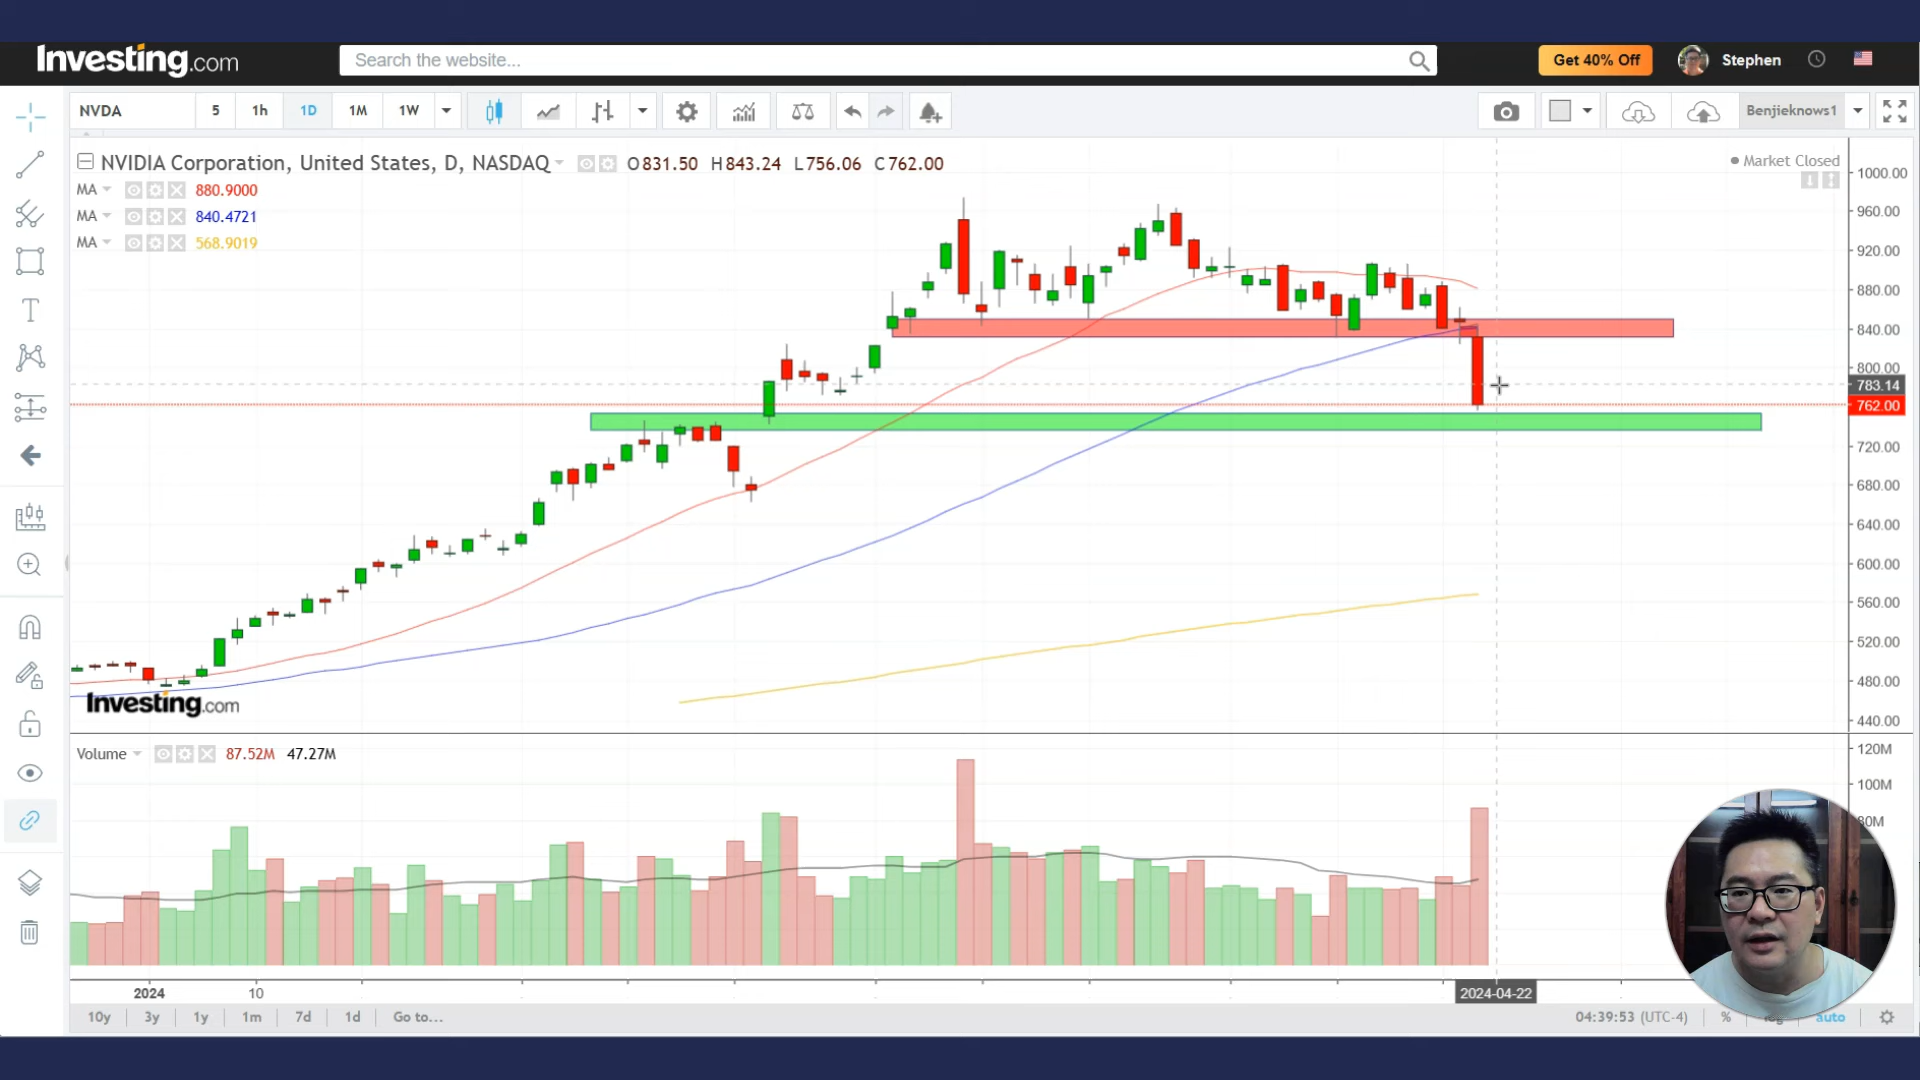 Investing.com
Search the website...
Get 40% Off
Stephen
NVDA
5
1h
1D
1M
1W
Benjieknows1
NVIDIA Corporation, United States, D, NASDAQ
O831.50 H843.24 L756.06 C762.00
Market Closed
MA 880.9000
MA 840.4721
MA 568.9019
1000.00
960.00
920.00
880.00
840.00
800.00
783.14
762.00
720.00
680.00
640.00
600.00
560.00
520.00
480.00
440.00
Investing.com
Volume 87.52M 47.27M
120M
100M
80M
2024
10
2024-04-22
10y
3y
1y
1m
7d
1d
Go to...
04:39:53 (UTC-4)
%
auto